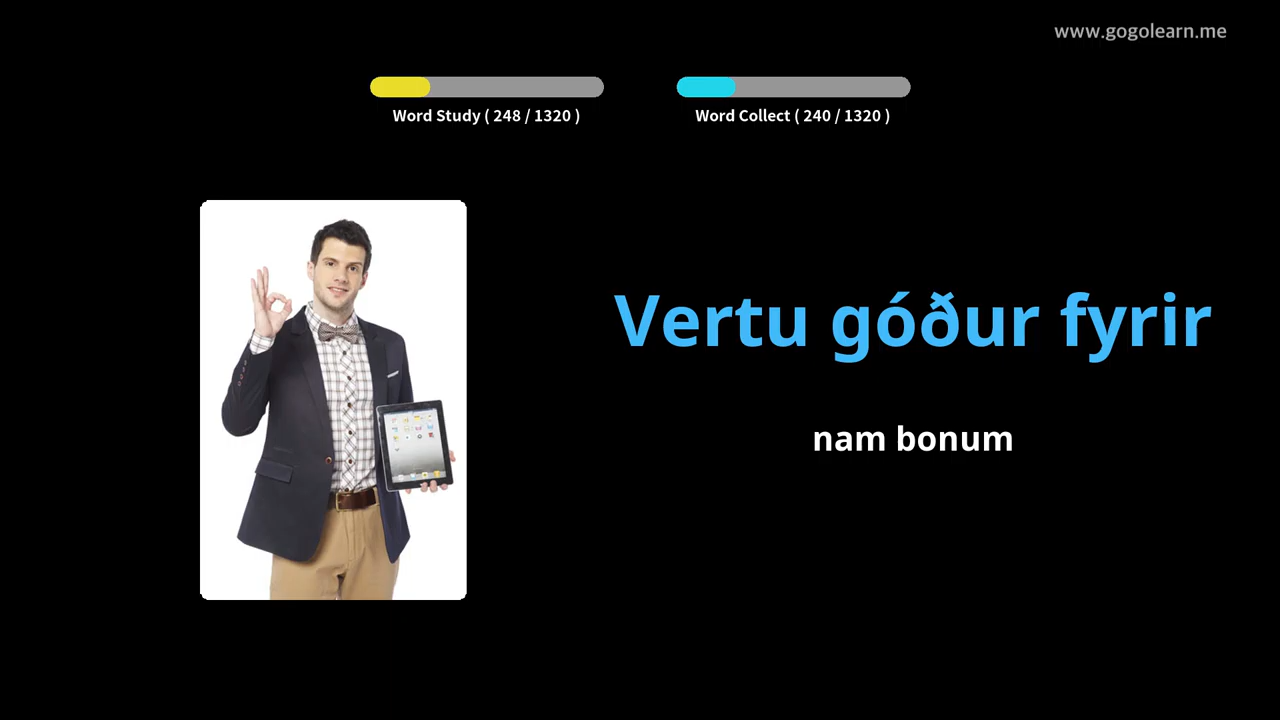 www.gogolearn.me
Word Study ( 248 / 1320 )
Word Collect ( 240 / 1320 )
Vertu góður fyrir
nam bonum